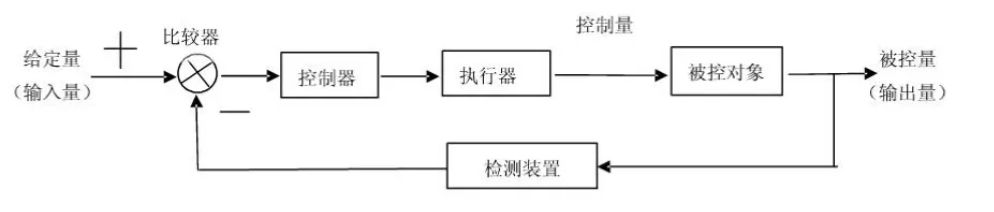 控制量
比较器
+
给定量
(输入量)
控制器
执行器
被控对象
被控量
(输出量)
—
检测装置